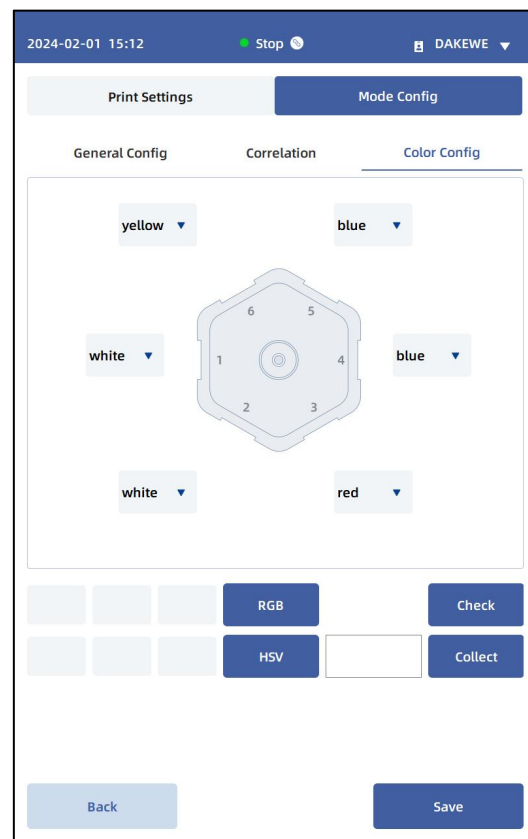 2024-02-01 15:12 Stop DAKEWE
Print Settings Mode Config
General Config Correlation Color Config
yellow blue
6 5
white 1 4 blue
2 3
white red
RGB Check
HSV Collect
Back Save